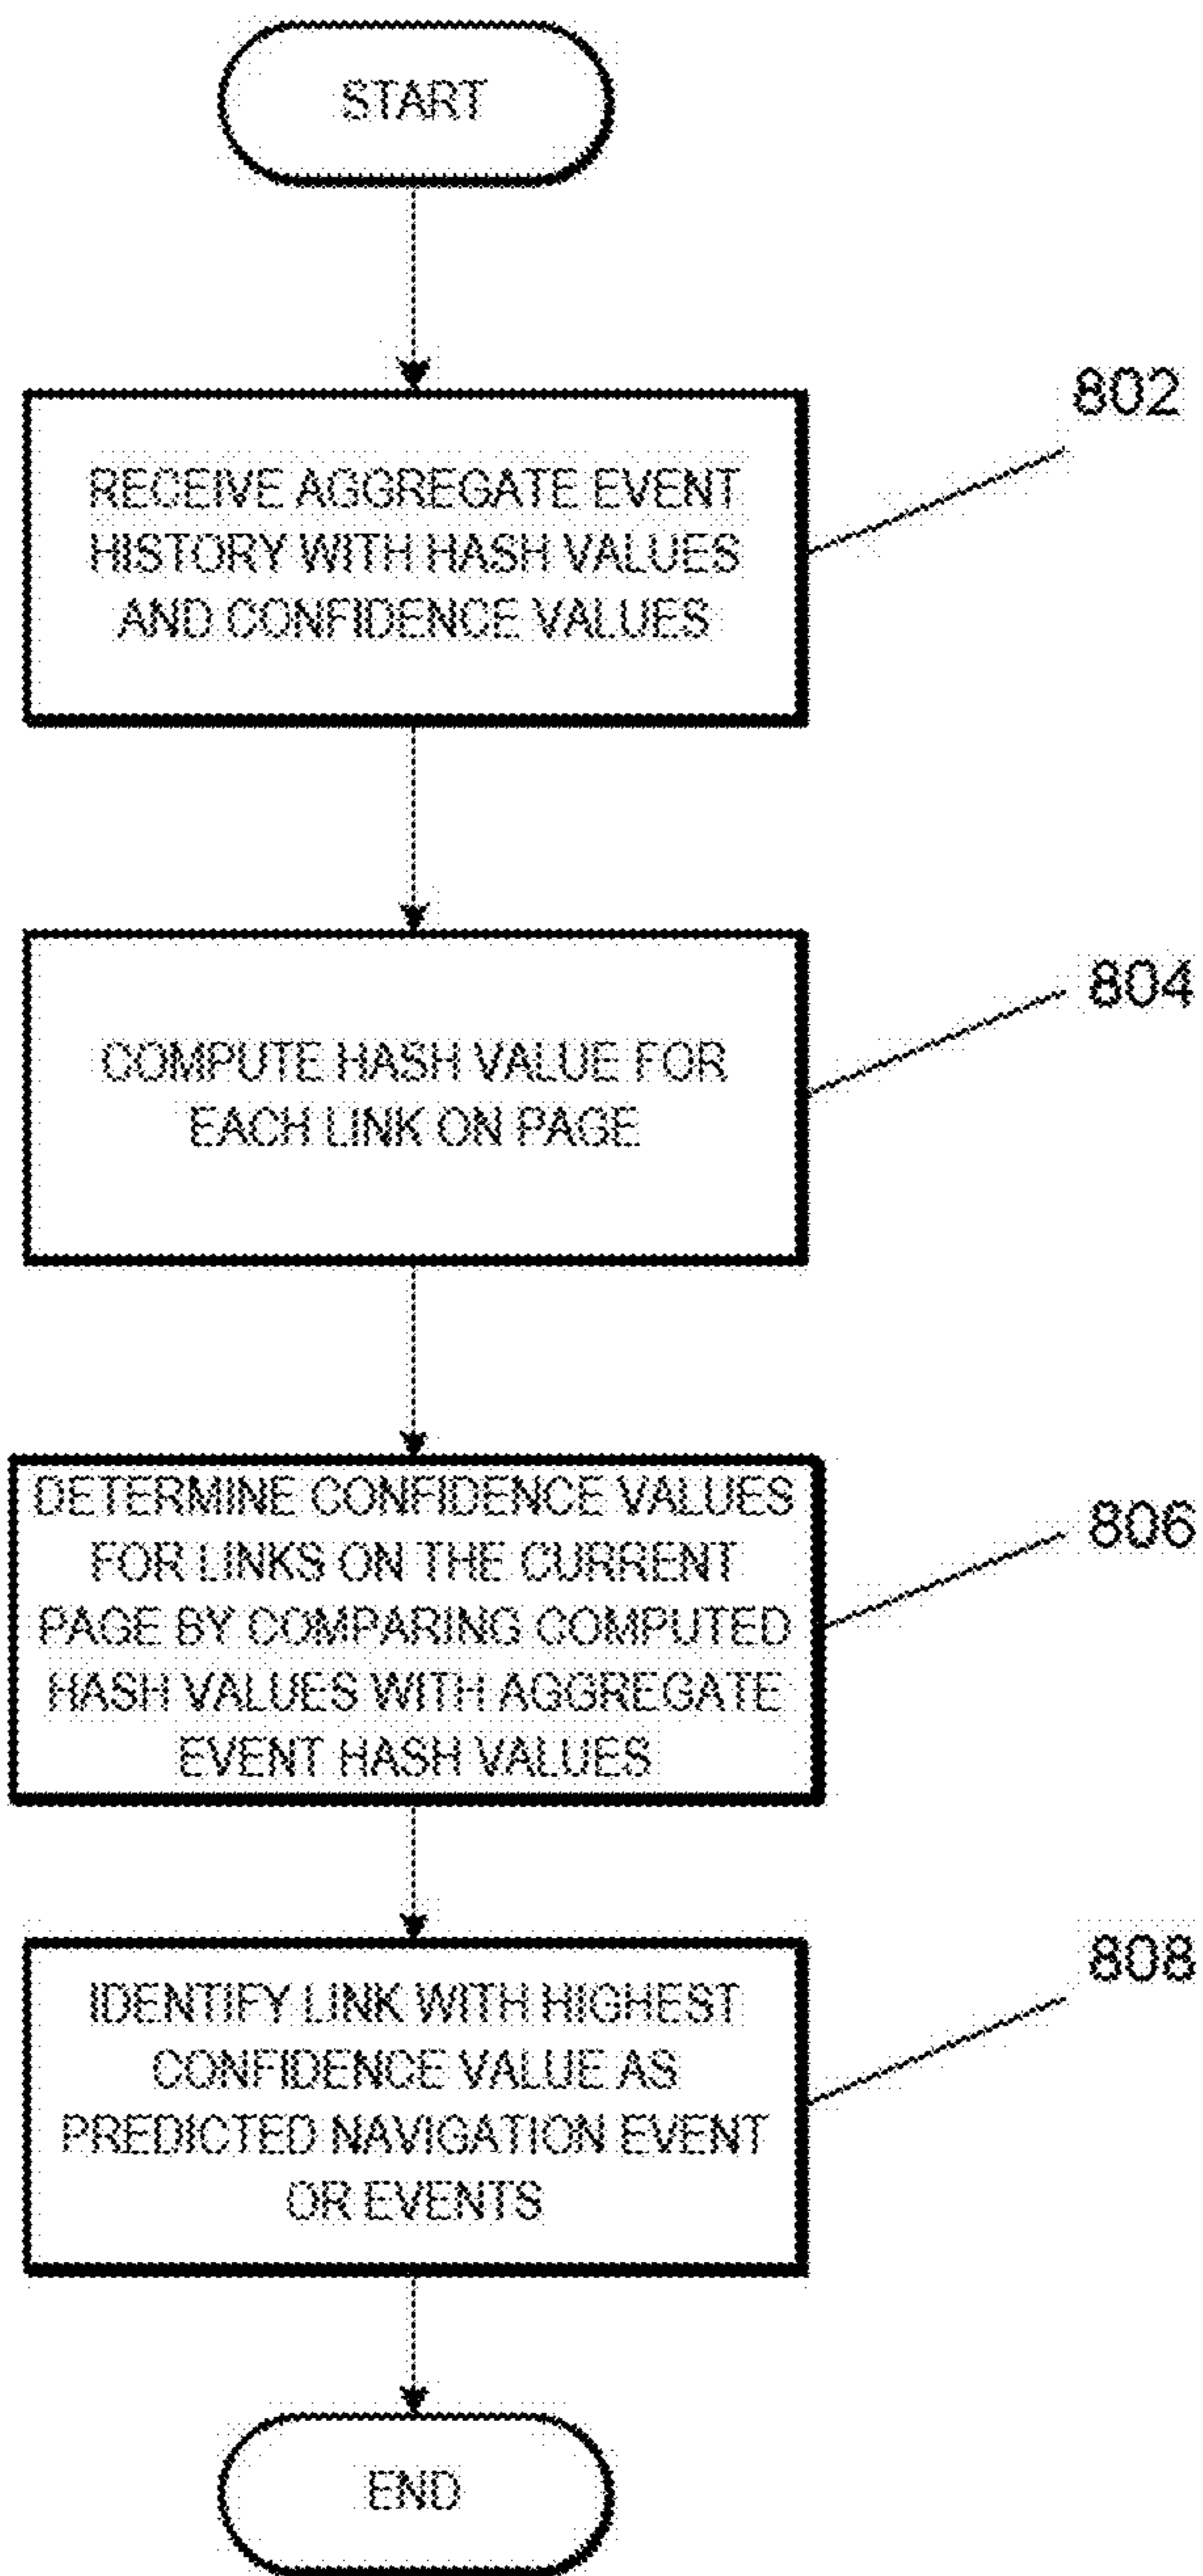 START
802
RECEIVE AGGREGATE EVENT
HISTORY WITH HASH VALUES
AND CONFIDENCE VALUES
804
COMPUTE HASH VALUE FOR
EACH LINK ON PAGE
806
DETERMINE CONFIDENCE VALUES
FOR LINKS ON THE CURRENT
PAGE BY COMPARING COMPUTED
HASH VALUES WITH AGGREGATE
EVENT HASH VALUES
808
IDENTIFY LINK WITH HIGHEST
CONFIDENCE VALUE AS
PREDICTED NAVIGATION EVENT
OR EVENTS
END